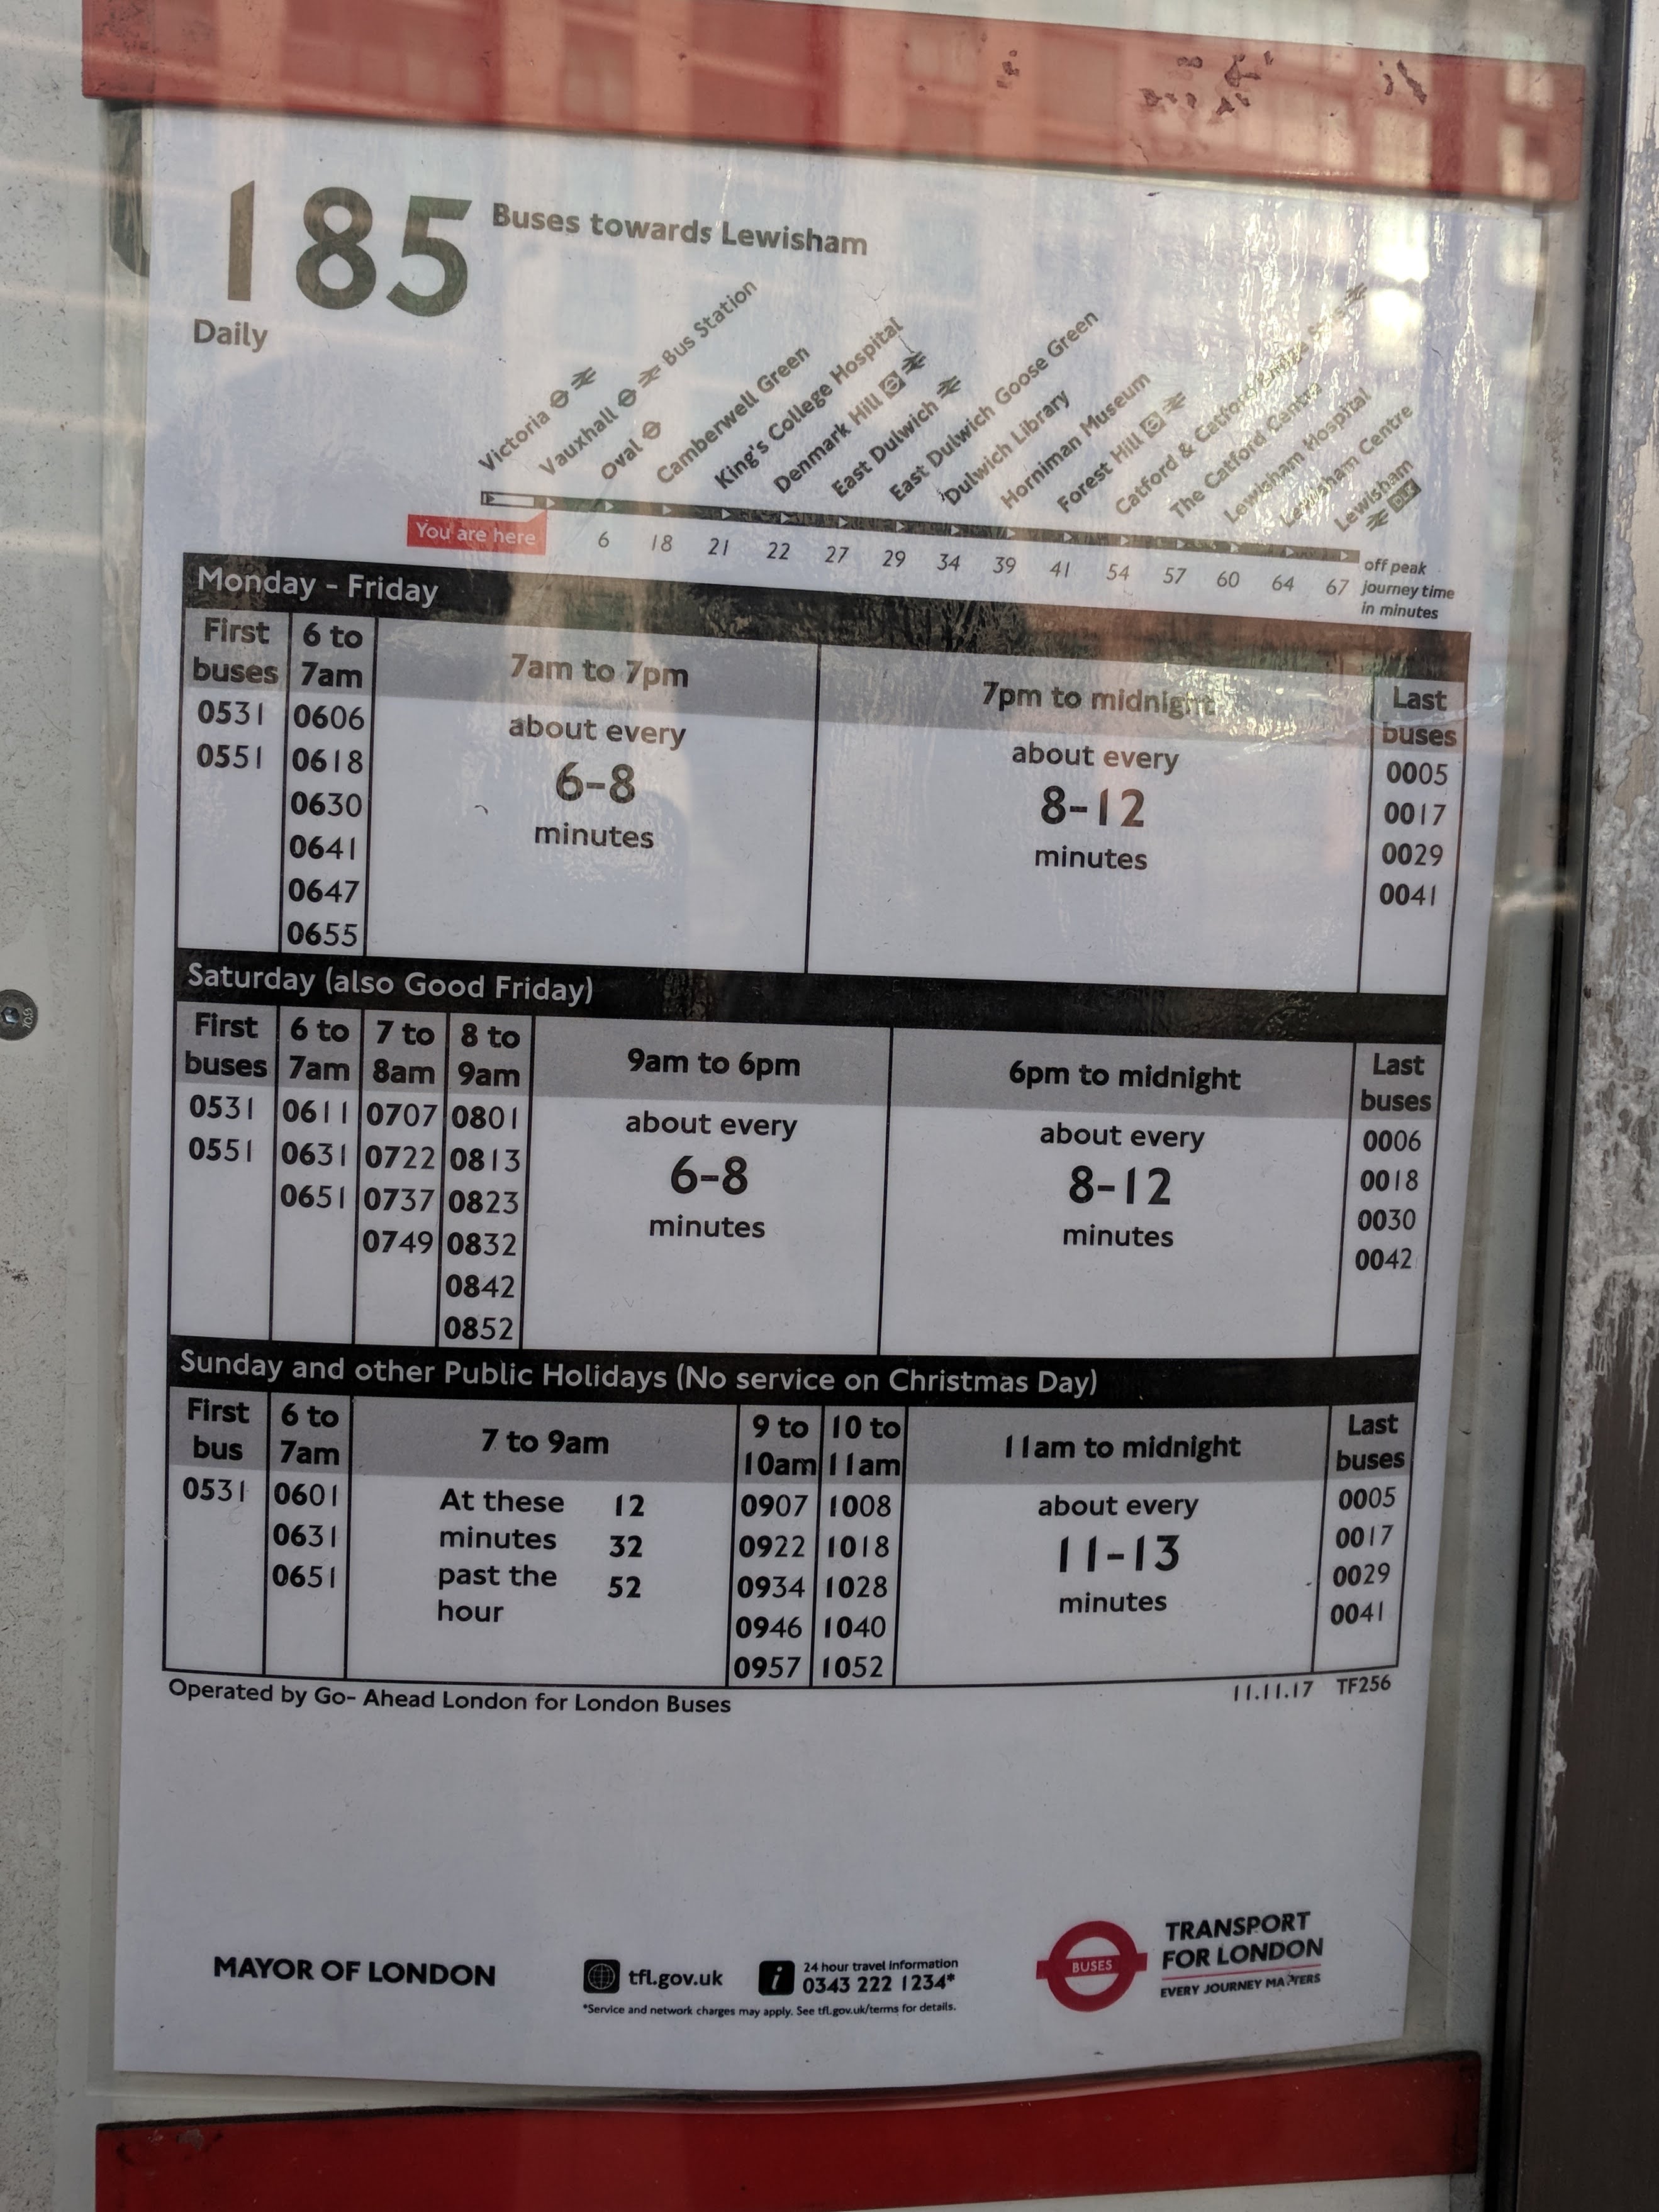 185
Buses towards Lewisham
Daily
Victoria
Vauxhall Bus Station
Oval
Camberwell Green
King's College Hospital
Denmark Hill
East Dulwich
East Dulwich Goose Green
Dulwich Library
Horniman Museum
Forest Hill
Catford & Catford Bridge
The Catford Centre
Lewisham Hospital
Lewisham Centre
Lewisham DLR
You are here
6 18 21 22 27 29 34 39 41 54 57 60 64 67
off peak
journey time
in minutes
Monday - Friday
First buses
0531
0551
6 to 7am
0606
0618
0630
0641
0647
0655
7am to 7pm
about every
6-8
minutes
7pm to midnight
about every
8-12
minutes
Last buses
0005
0017
0029
0041
Saturday (also Good Friday)
First buses
0531
0551
6 to 7am
0611
0631
0651
7 to 8am
0707
0722
0737
0749
8 to 9am
0801
0813
0823
0832
0842
0852
9am to 6pm
about every
6-8
minutes
6pm to midnight
about every
8-12
minutes
Last buses
0006
0018
0030
0042
Sunday and other Public Holidays (No service on Christmas Day)
First bus
0531
6 to 7am
0601
0631
0651
7 to 9am
At these 12
minutes 32
past the 52
hour
9 to 10am
0907
0922
0934
0946
0957
10 to 11am
1008
1018
1028
1040
1052
11am to midnight
about every
11-13
minutes
Last buses
0005
0017
0029
0041
Operated by Go- Ahead London for London Buses
11.11.17 TF256
MAYOR OF LONDON
tfl.gov.uk
24 hour travel information
0343 222 1234*
*Service and network charges may apply. See tfl.gov.uk/terms for details.
BUSES
TRANSPORT
FOR LONDON
EVERY JOURNEY MATTERS